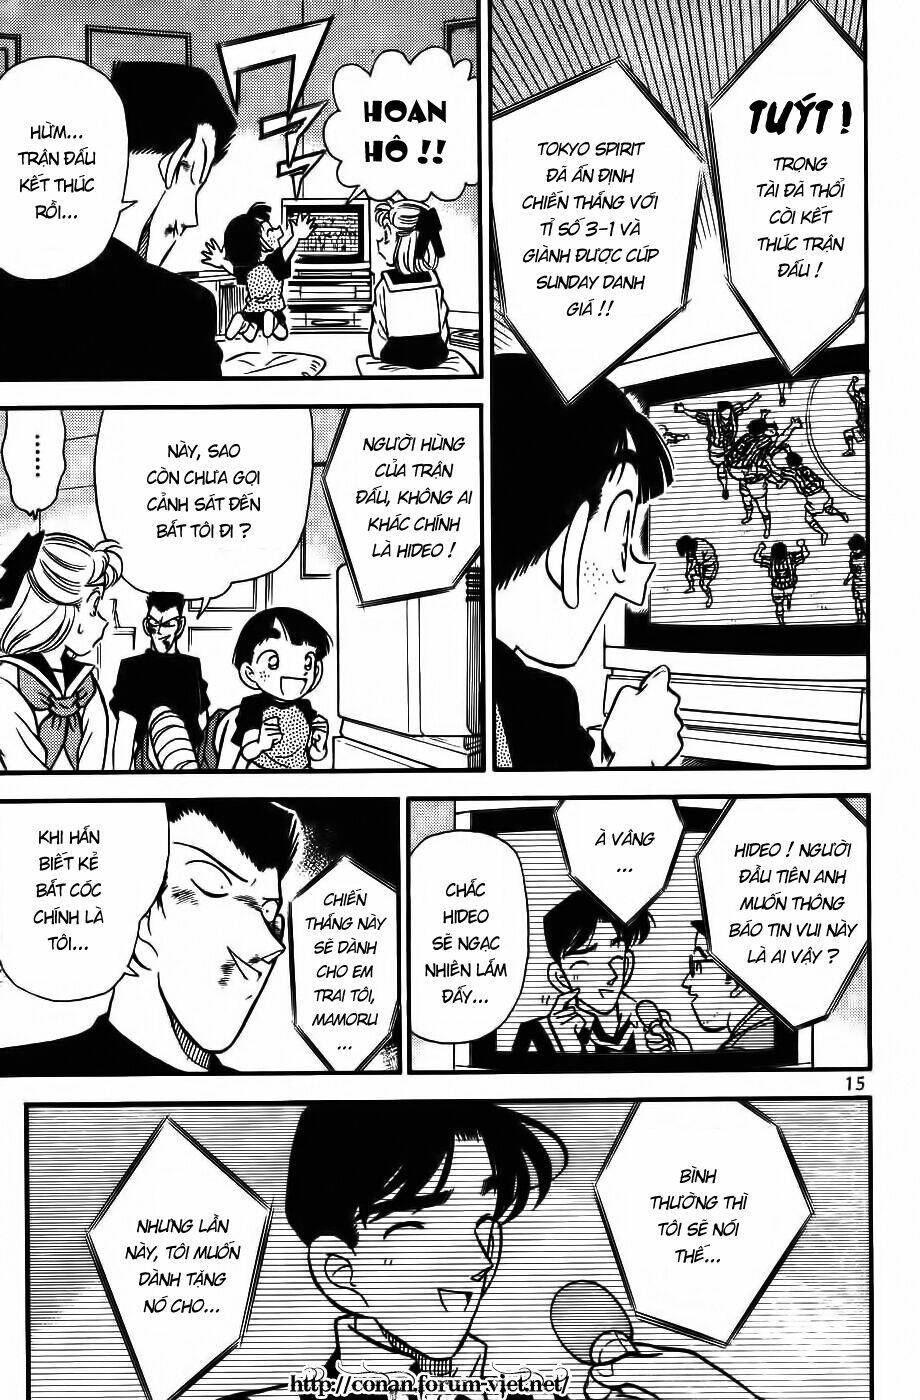 TUÝT!
TRỌNG
TÀI ĐÃ THỔI
CÒI KẾT
THÚC TRẬN
ĐẤU!
TOKYO SPIRIT
ĐÃ ẤN ĐỊNH
CHIẾN THẮNG VỚI
TỈ SỐ 3-1 VÀ
GIÀNH ĐƯỢC CÚP
SUNDAY DANH
GIÁ!!
HOAN
HÔ!!
HỪM...
TRẬN ĐẤU
KẾT THÚC
RỒI...
NGƯỜI HÙNG
CỦA TRẬN
ĐẤU, KHÔNG AI
KHÁC CHÍNH
LÀ HIDEO!
NÀY, SAO
CÒN CHƯA GỌI
CẢNH SÁT ĐẾN
BẮT TÔI ĐI?
......
HIDEO! NGƯỜI
ĐẦU TIÊN ANH
MUỐN THÔNG
BÁO TIN VUI NÀY
LÀ AI VẬY?
À VÂNG
...
CHẮC
HIDEO
SẼ NGẠC
NHIÊN LẮM
ĐẤY...
CHIẾN
THẮNG NÀY
SẼ DÀNH
CHO EM
TRAI TÔI,
MAMORU
...
KHI HẮN
BIẾT KẺ
BẮT CÓC
CHÍNH LÀ
TÔI...
15
BÌNH
THƯỜNG THÌ
TÔI SẼ NÓI
THẾ...
NHƯNG LẦN
NÀY, TÔI MUỐN
DÀNH TẶNG
NÓ CHO...
http://conan.forum-viet.net/